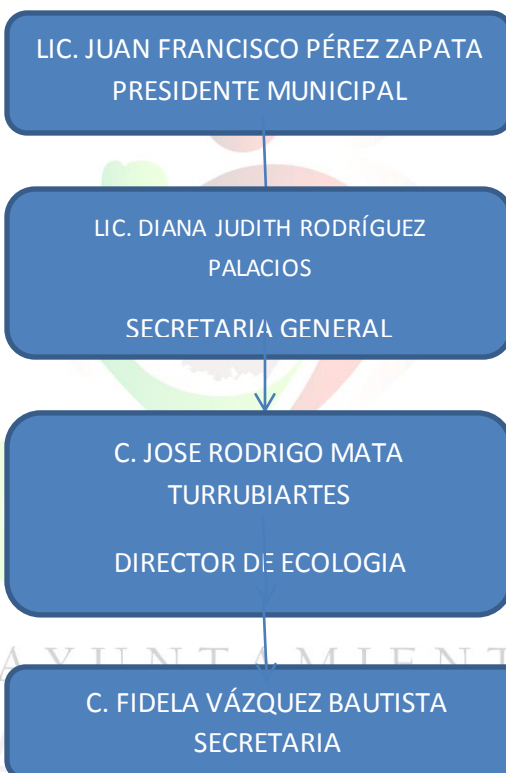 LIC. JUAN FRANCISCO PÉREZ ZAPATA
PRESIDENTE MUNICIPAL
LIC. DIANA JUDITH RODRÍGUEZ
PALACIOS
SECRETARIA GENERAL
C. JOSE RODRIGO MATA
TURRUBIARTES
DIRECTOR DE ECOLOGIA
AYUNTAMIENT
C. FIDELA VÁZQUEZ BAUTISTA
SECRETARIA